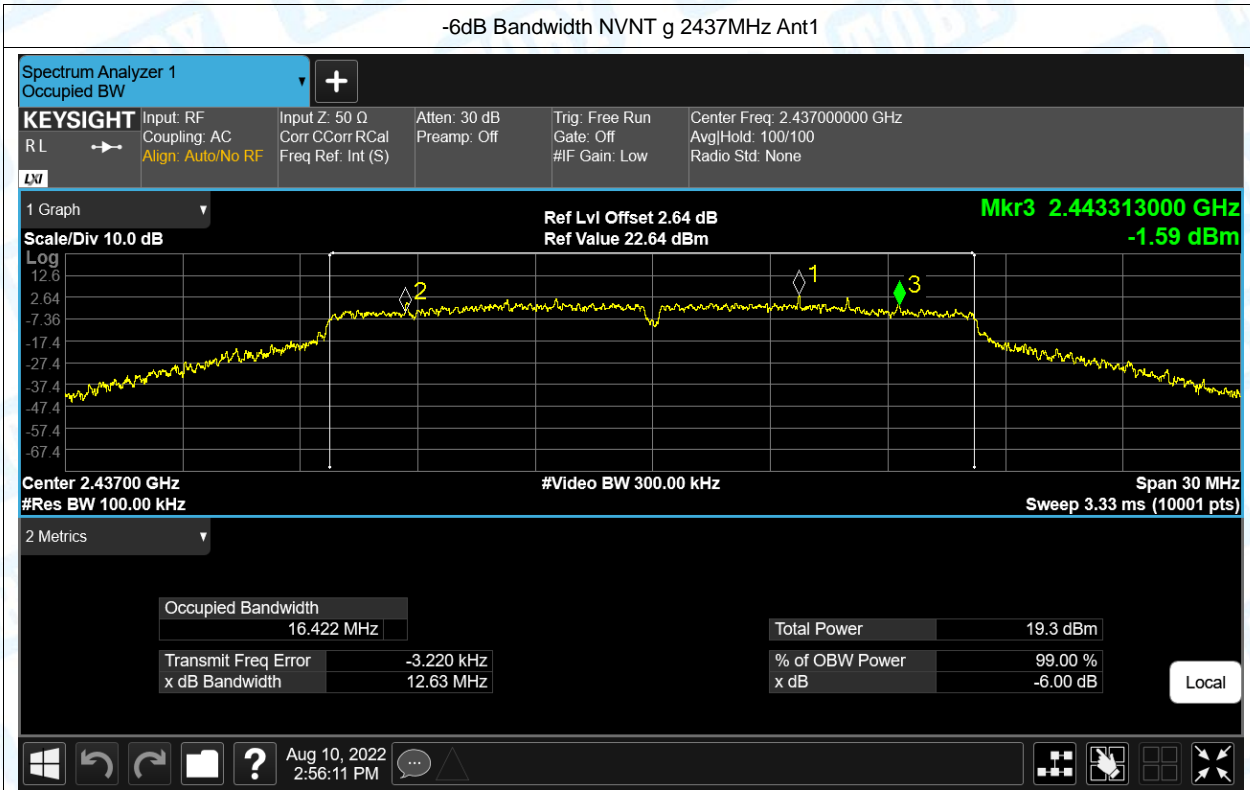 -6dB Bandwidth NVNT g 2437MHz Ant1
Spectrum Analyzer 1
Occupied BW
KEYSIGHT
R L
LXI
Input: RF
Coupling: AC
Align: Auto/No RF
Input Z: 50 Ω
Corr CCorr RCal
Freq Ref: Int (S)
Atten: 30 dB
Preamp: Off
Trig: Free Run
Gate: Off
#IF Gain: Low
Center Freq: 2.437000000 GHz
Avg|Hold: 100/100
Radio Std: None
1 Graph
Scale/Div 10.0 dB
Ref Lvl Offset 2.64 dB
Ref Value 22.64 dBm
Mkr3 2.443313000 GHz
-1.59 dBm
Log
12.6
2.64
-7.36
-17.4
-27.4
-37.4
-47.4
-57.4
-67.4
2
1
3
Center 2.43700 GHz
#Video BW 300.00 kHz
Span 30 MHz
#Res BW 100.00 kHz
Sweep 3.33 ms (10001 pts)
2 Metrics
Occupied Bandwidth
16.422 MHz
Total Power 19.3 dBm
Transmit Freq Error -3.220 kHz
% of OBW Power 99.00 %
x dB Bandwidth 12.63 MHz
x dB -6.00 dB
Local
Aug 10, 2022
2:56:11 PM